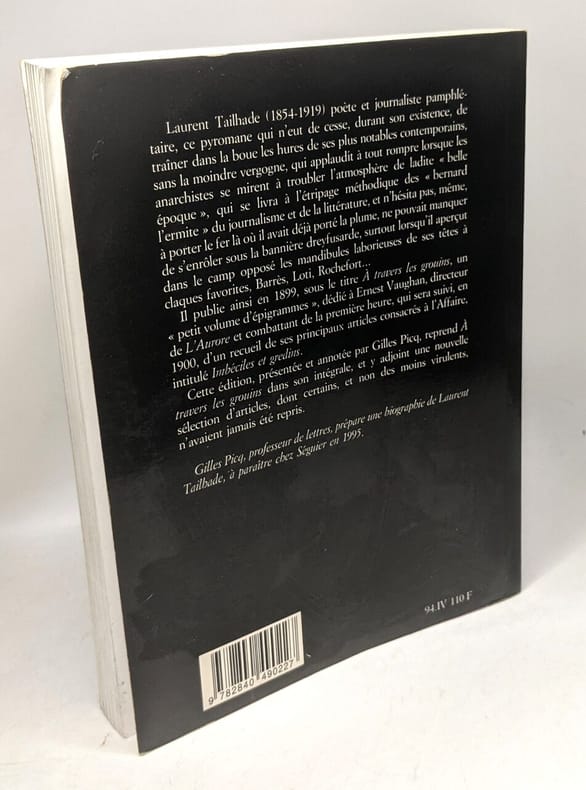 Laurent Tailhade (1854-1919) poète et journaliste pamphlé-
taire, ce pyromane qui n'eut de cesse, durant son existence, de
traîner dans la boue les hures de ses plus notables contemporains,
sans la moindre vergogne, qui applaudit à tout rompre lorsque les
anarchistes se mirent à troubler l'atmosphère de ladite « belle
époque », qui se livra à l'étripage méthodique des « bernard
l'ermite » du journalisme et de la littérature, et n'hésita pas, même,
à porter le fer là où il avait déjà porté la plume, ne pouvait manquer
de s'enrôler sous la bannière dreyfusarde, surtout lorsqu'il aperçut
dans le camp opposé les mandibules laborieuses de ses têtes à
claques favorites, Barrès, Loti, Rochefort...
Il publie ainsi en 1899, sous le titre À travers les grouins, un
« petit volume d'épigrammes », dédié à Ernest Vaughan, directeur
de L'Aurore et combattant de la première heure, qui sera suivi, en
1900, d'un recueil de ses principaux articles consacrés à l'Affaire,
intitulé Imbéciles et gredins.
Cette édition, présentée et annotée par Gilles Picq, reprend À
travers les grouins dans son intégrale, et y adjoint une nouvelle
sélection d'articles, dont certains, et non des moins virulents,
n'avaient jamais été repris.
Gilles Picq, professeur de lettres, prépare une biographie de Laurent
Tailhade, à paraître chez Séguier en 1995.
94.IV 110 F
9 782840 490227